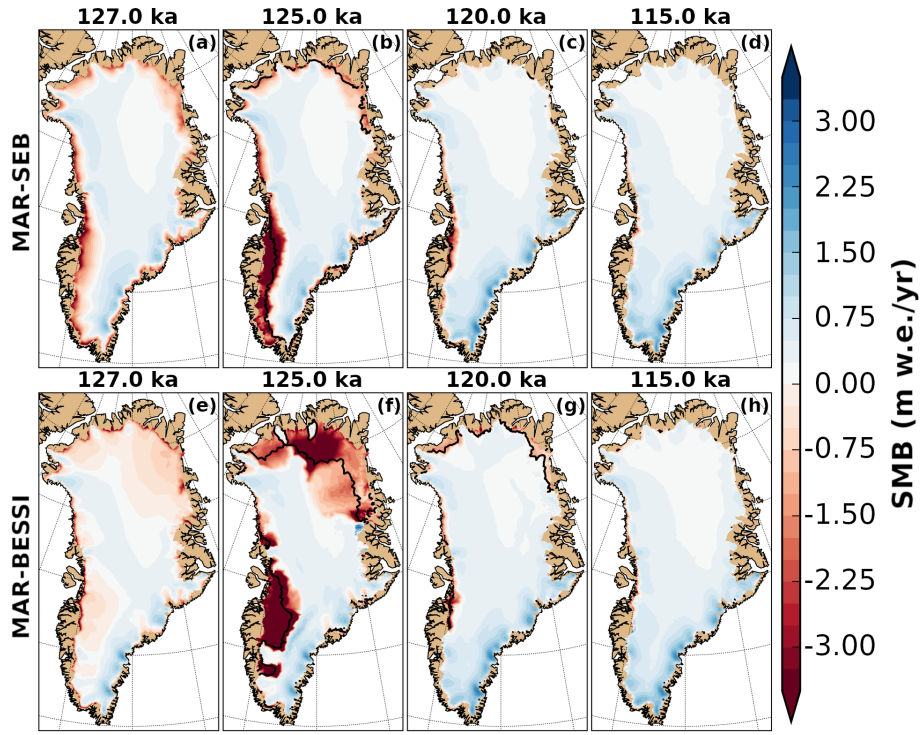 127.0 ka 125.0 ka 120.0 ka 115.0 ka
(a) (b) (c) (d)
MAR-SEB
127.0 ka 125.0 ka 120.0 ka 115.0 ka
(e) (f) (g) (h)
MAR-BESSI
3.00
2.25
1.50
0.75
0.00
-0.75
-1.50
-2.25
-3.00
SMB (m w.e./yr)